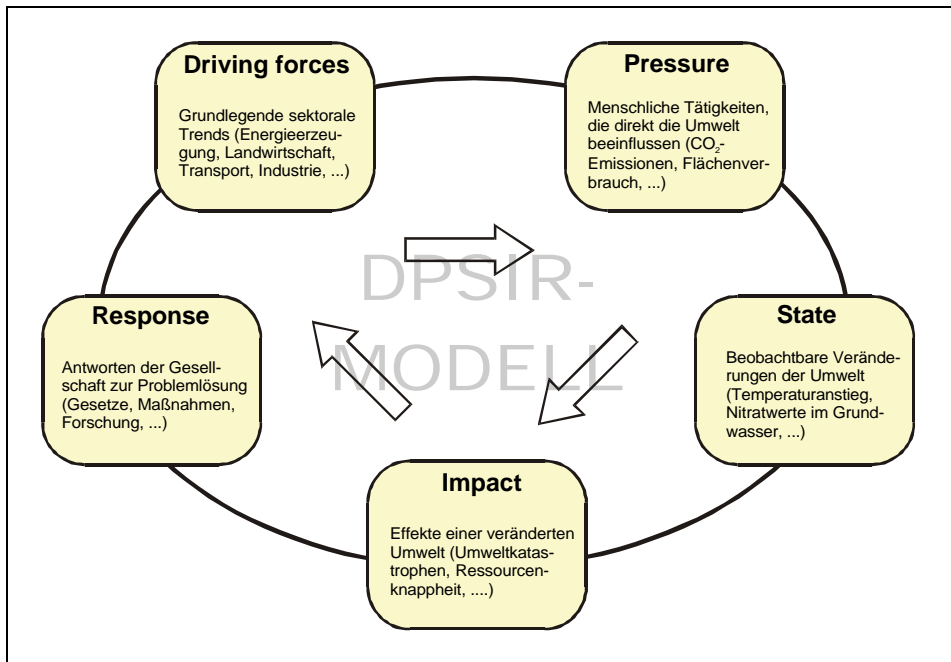 Driving forces
Grundlegende sektorale
Trends (Energieerzeu-
gung, Landwirtschaft,
Transport, Industrie, ...)
Pressure
Menschliche Tätigkeiten,
die direkt die Umwelt
beeinflussen (CO₂-
Emissionen, Flächenver-
brauch, ...)
DPSIR-
MODELL
Response
Antworten der Gesell-
schaft zur Problemlösung
(Gesetze, Maßnahmen,
Forschung, ...)
State
Beobachtbare Verände-
rungen der Umwelt
(Temperaturanstieg,
Nitratwerte im Grund-
wasser, ...)
Impact
Effekte einer veränderten
Umwelt (Umweltkatas-
trophen, Ressourcen-
knappheit, ....)